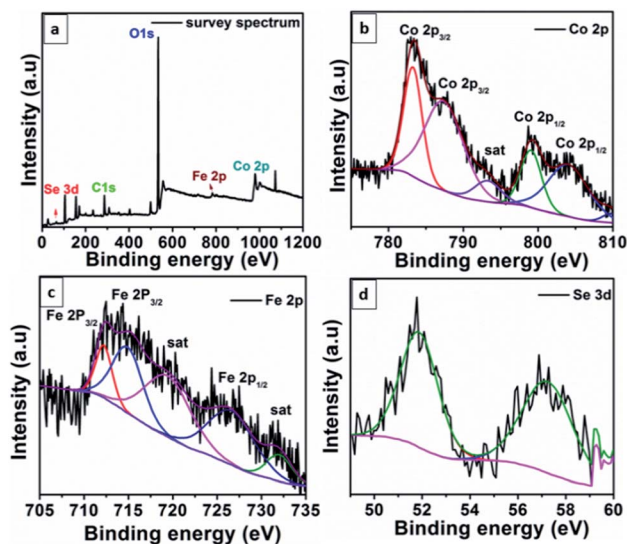 a
survey spectrum
O1s
Se 3d
C1s
Fe 2p
Co 2p
Intensity (a.u)
0 200 400 600 800 1000 1200
Binding energy (eV)
b
Co 2p
Co 2p3/2
Co 2p3/2
sat
Co 2p1/2
Co 2p1/2
Intensity (a.u)
780 790 800 810
Binding energy (eV)
c
Fe 2p
Fe 2P3/2
Fe 2P3/2
sat
Fe 2p1/2
sat
Intensity (a.u)
705 710 715 720 725 730 735
Binding energy (eV)
d
Se 3d
Intensity (a.u)
50 52 54 56 58 60
Binding energy (eV)